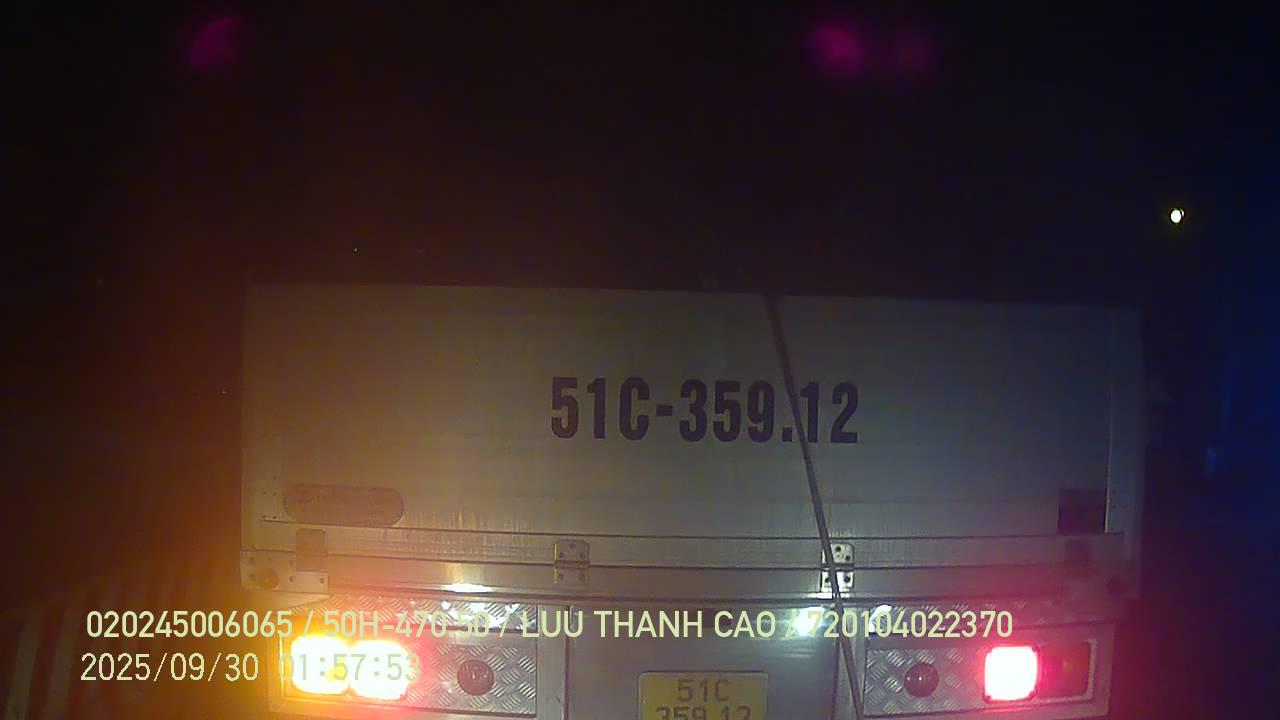 51C-359.12
020245006065 / 50H-470.50 / LUU THANH CAO / 720104022370
2025/09/30 01:57:53
51C
359.12